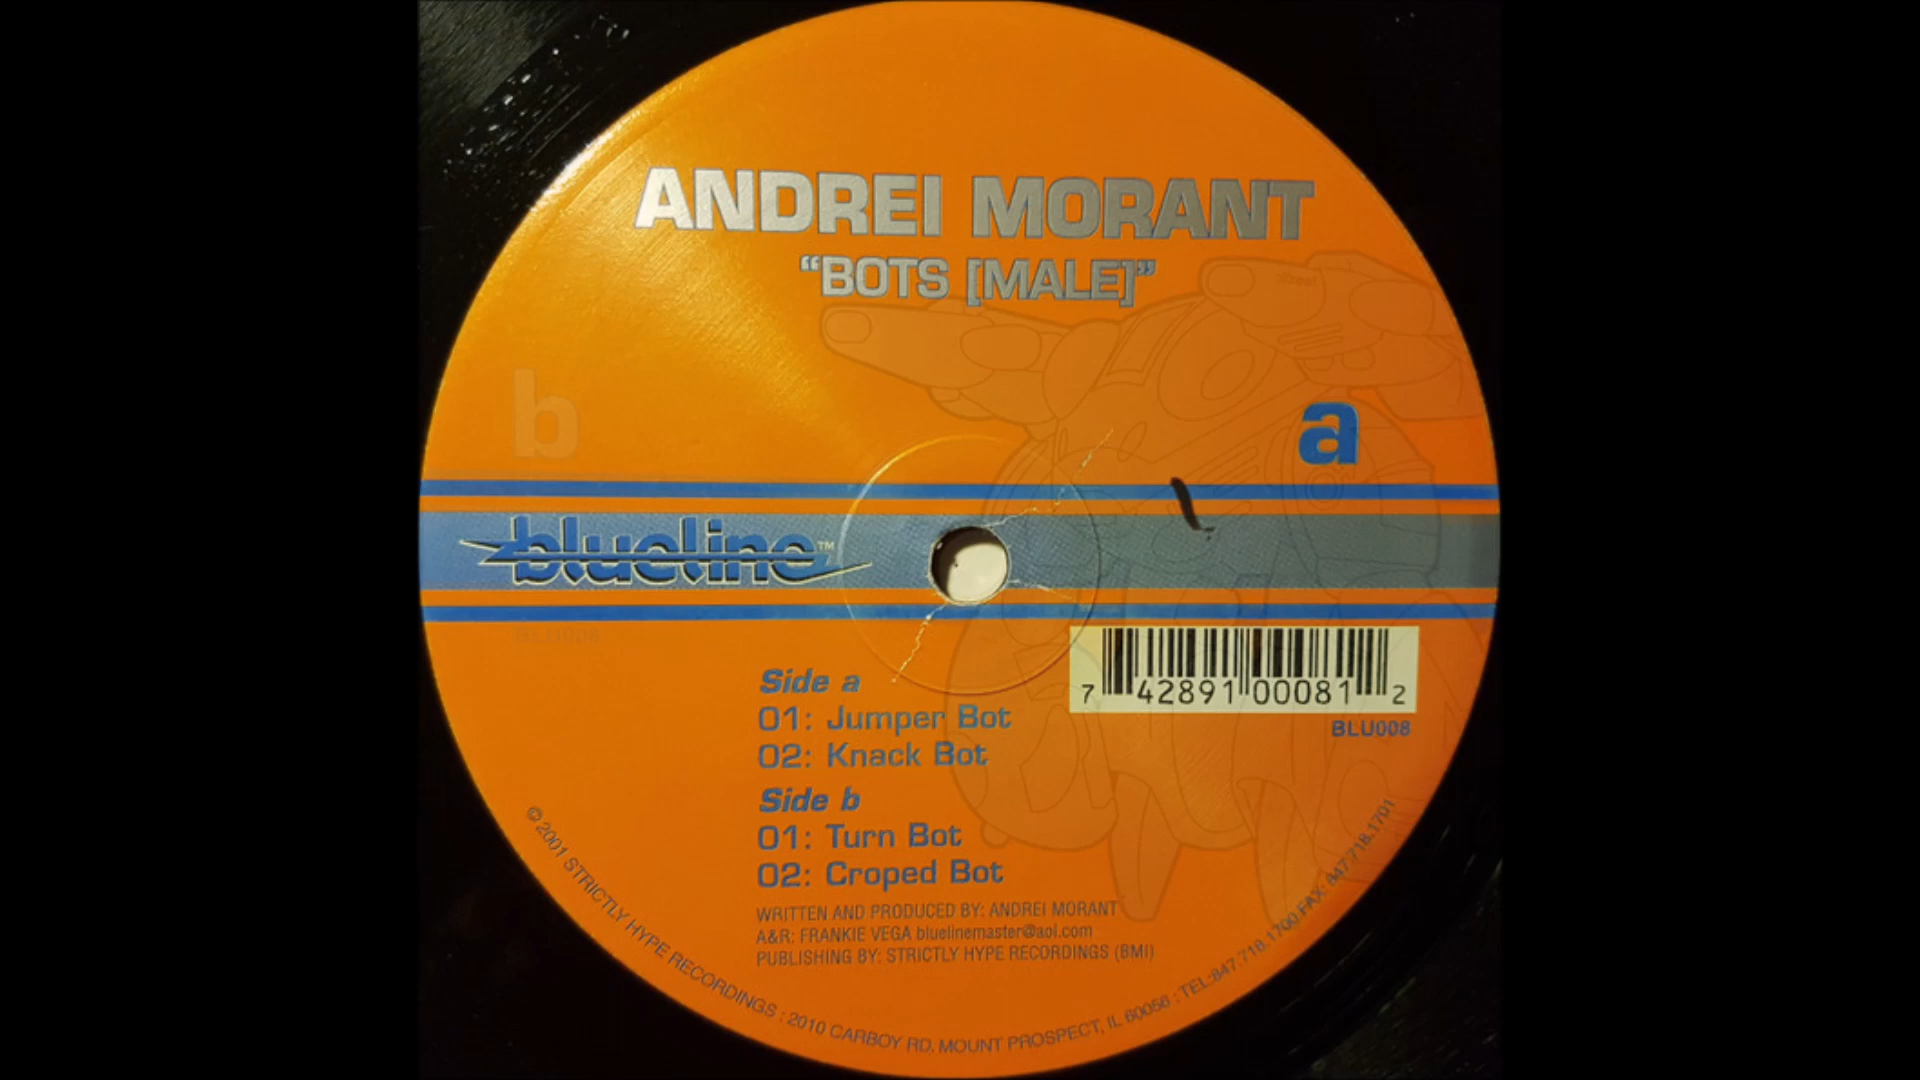 ANDREI MORANT
“BOTS [MALE]”
b
a
blueline™
BLU008
7 42891 00081 2
BLU008
Side a
01: Jumper Bot
02: Knack Bot
Side b
01: Turn Bot
02: Croped Bot
WRITTEN AND PRODUCED BY: ANDREI MORANT
A&R: FRANKIE VEGA bluelinemaster@aol.com
PUBLISHING BY: STRICTLY HYPE RECORDINGS (BMI)
© 2001 STRICTLY HYPE RECORDINGS : 2010 CARBOY RD. MOUNT PROSPECT, IL 60056 : TEL:847.718.1700 FAX: 847.718.1701